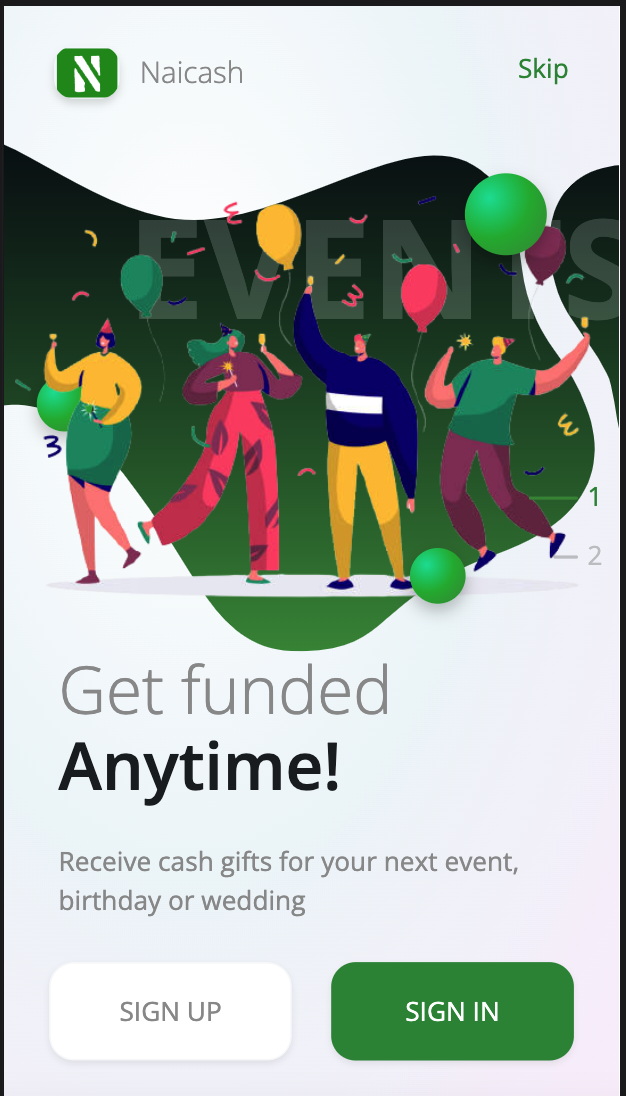 Naicash
Skip
EVENTS
1
2
Get funded
Anytime!
Receive cash gifts for your next event,
birthday or wedding
SIGN UP
SIGN IN